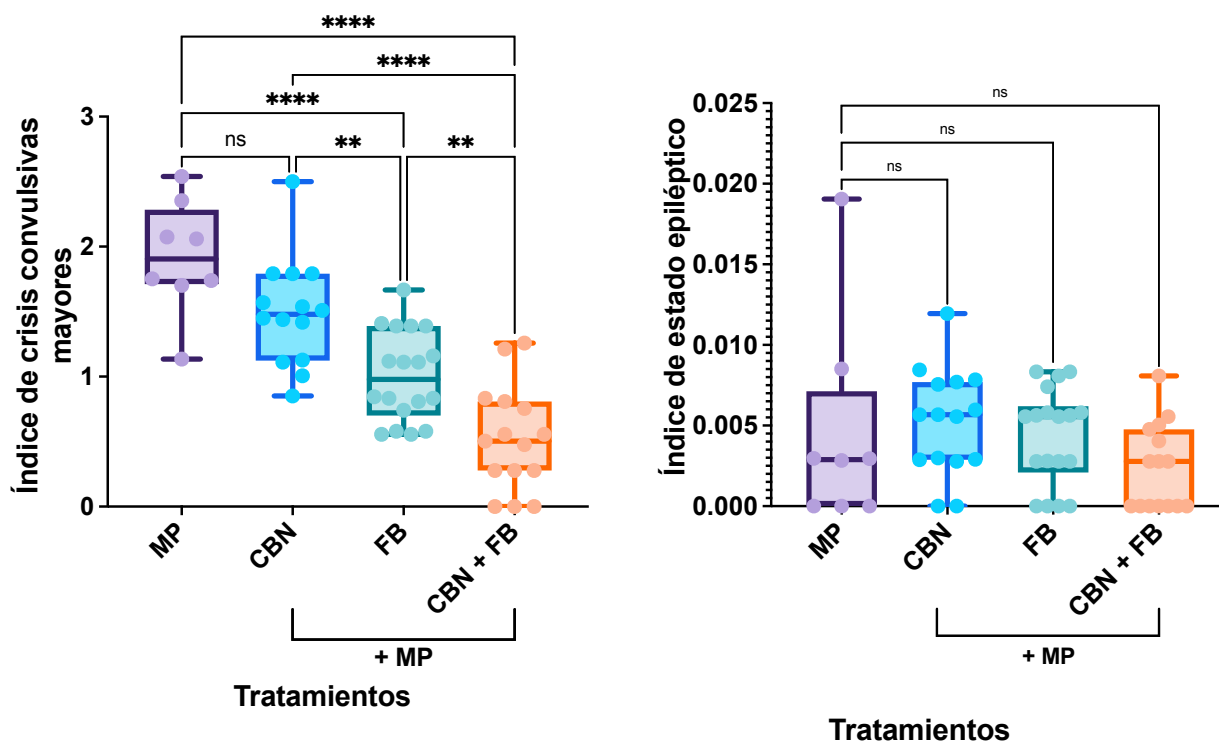 ****
****
****
ns
**
**
3
2
1
0
Índice de crisis convulsivas
mayores
MP
CBN
FB
CBN + FB
+ MP
Tratamientos
ns
ns
ns
0.025
0.020
0.015
0.010
0.005
0.000
Índice de estado epiléptico
MP
CBN
FB
CBN + FB
+ MP
Tratamientos